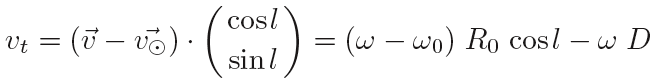 $v_t = (\vec{v} - \vec{v_\odot}) \cdot \begin{pmatrix} \cos l \\ \sin l \end{pmatrix} = (\omega - \omega_0) \ R_0 \ \cos l - \omega \ D$